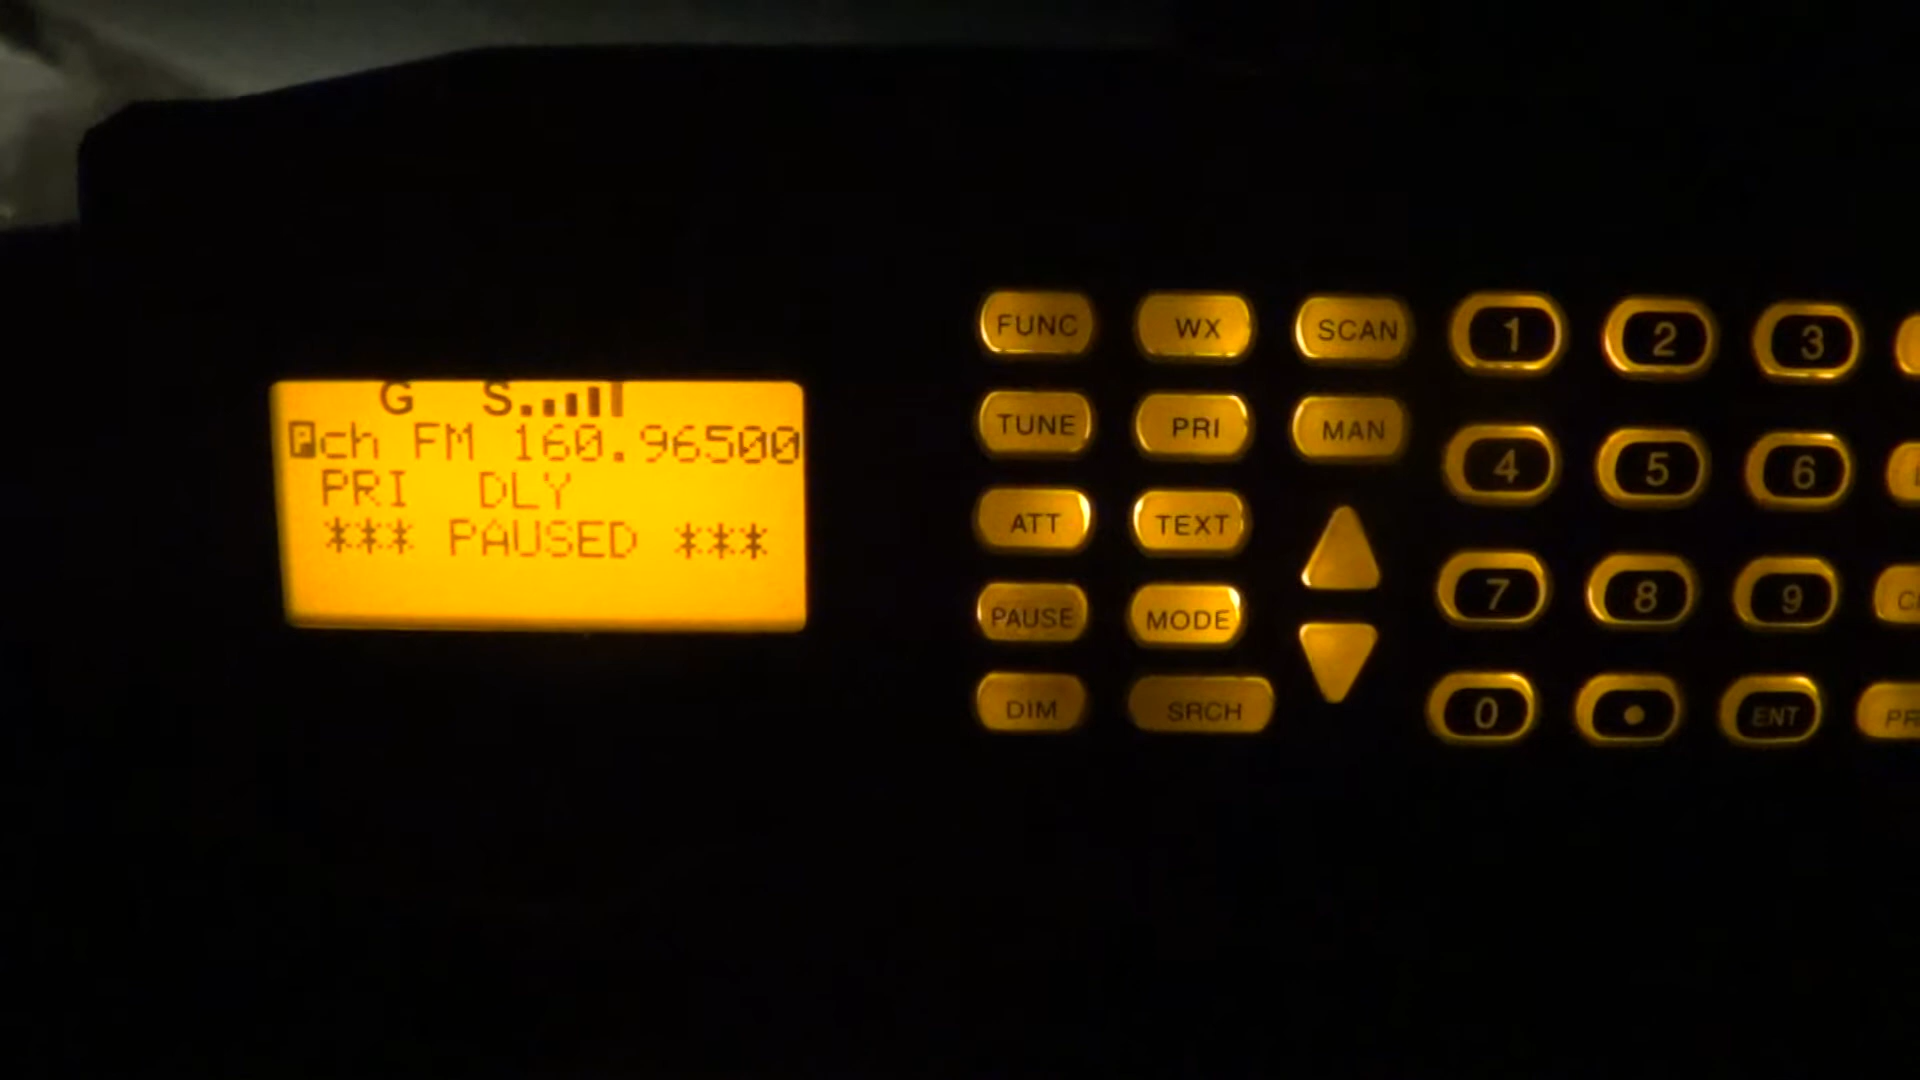 G S
Pch FM 160.96500
PRI DLY
*** PAUSED ***
FUNC WX SCAN 1 2 3
TUNE PRI MAN
ATT TEXT 4 5 6
PAUSE MODE 7 8 9
DIM SRCH 0 . ENT